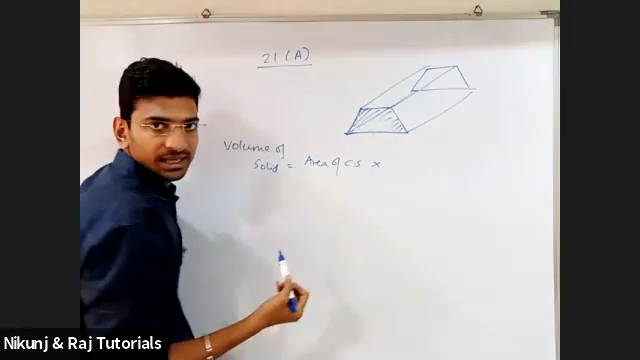 21 (A)
Volume of
Solid = Area of CS ×
Nikunj & Raj Tutorials